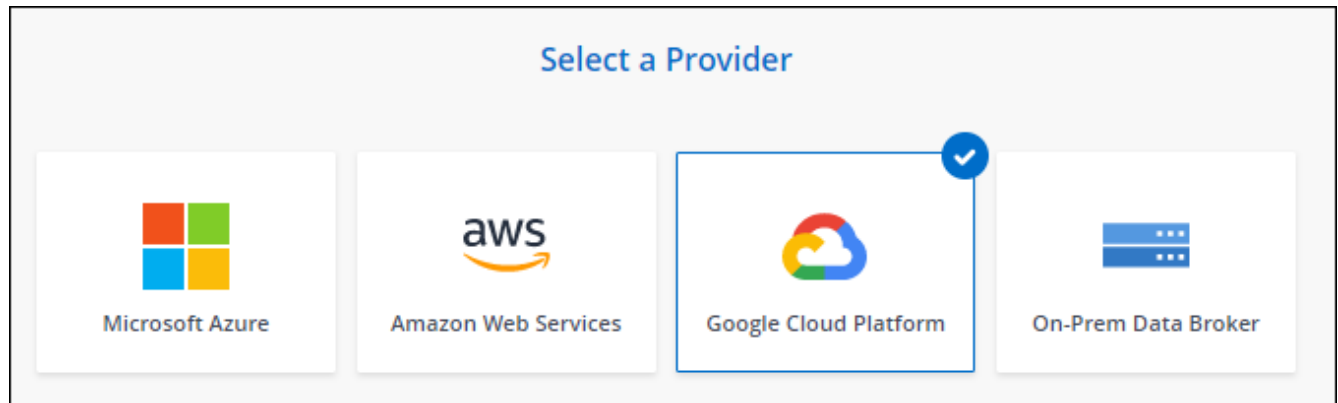 Select a Provider
aws
Microsoft Azure
Amazon Web Services
Google Cloud Platform
On-Prem Data Broker